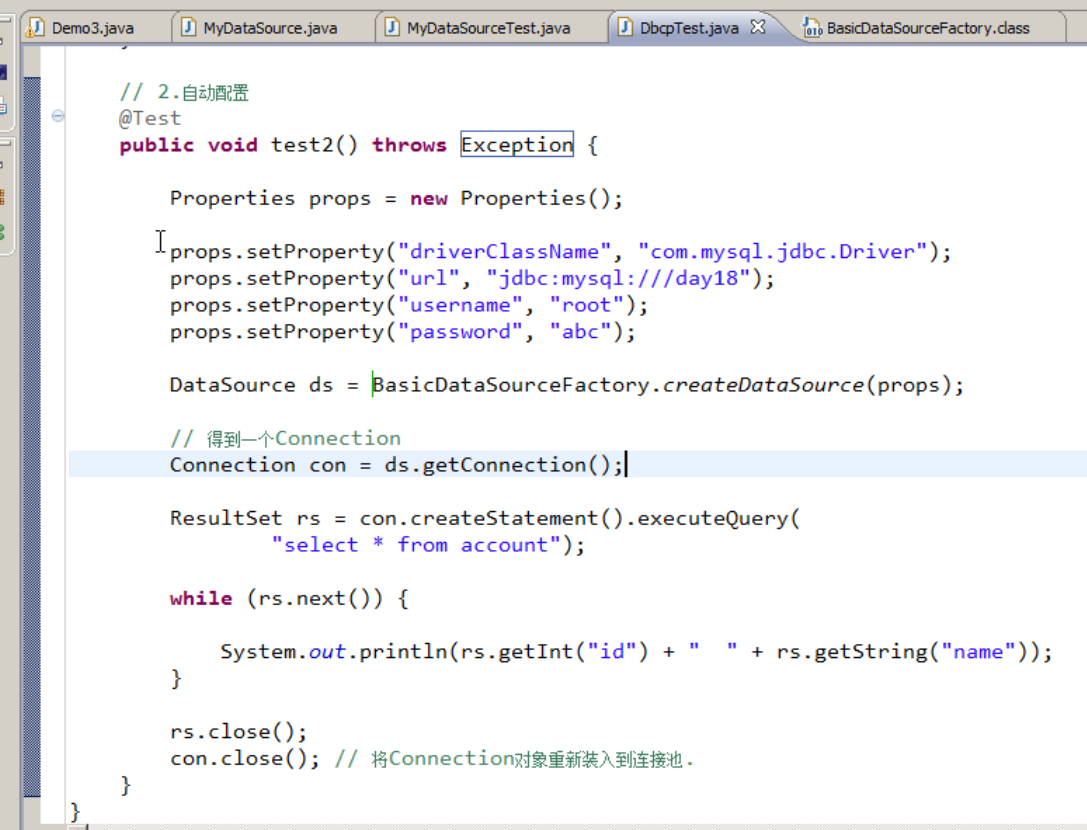 Demo3.java MyDataSource.java MyDataSourceTest.java DbcpTest.java BasicDataSourceFactory.class
// 2.自动配置
@Test
public void test2() throws Exception {
Properties props = new Properties();
props.setProperty("driverClassName", "com.mysql.jdbc.Driver");
props.setProperty("url", "jdbc:mysql:///day18");
props.setProperty("username", "root");
props.setProperty("password", "abc");
DataSource ds = BasicDataSourceFactory.createDataSource(props);
// 得到一个Connection
Connection con = ds.getConnection();
ResultSet rs = con.createStatement().executeQuery(
"select * from account");
while (rs.next()) {
System.out.println(rs.getInt("id") + "  " + rs.getString("name"));
}
rs.close();
con.close(); // 将Connection对象重新装入到连接池.
}
}